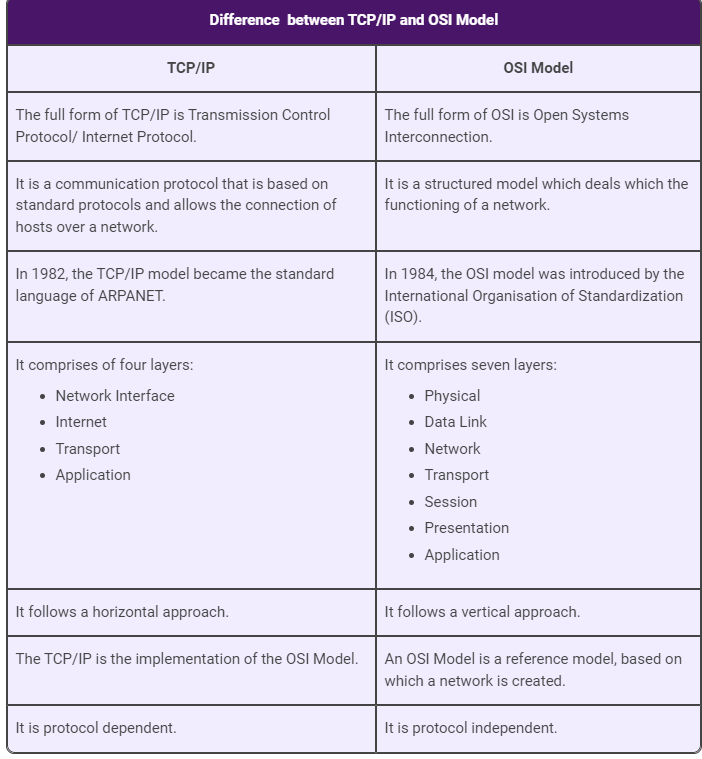 Difference between TCP/IP and OSI Model
TCP/IP
OSI Model
The full form of TCP/IP is Transmission Control
Protocol/ Internet Protocol.
The full form of OSI is Open Systems
Interconnection.
It is a communication protocol that is based on
standard protocols and allows the connection of
hosts over a network.
It is a structured model which deals which the
functioning of a network.
In 1982, the TCP/IP model became the standard
language of ARPANET.
In 1984, the OSI model was introduced by the
International Organisation of Standardization
(ISO).
It comprises of four layers:
• Network Interface
• Internet
• Transport
• Application
It comprises seven layers:
• Physical
• Data Link
• Network
• Transport
• Session
• Presentation
• Application
It follows a horizontal approach.
It follows a vertical approach.
The TCP/IP is the implementation of the OSI Model.
An OSI Model is a reference model, based on
which a network is created.
It is protocol dependent.
It is protocol independent.